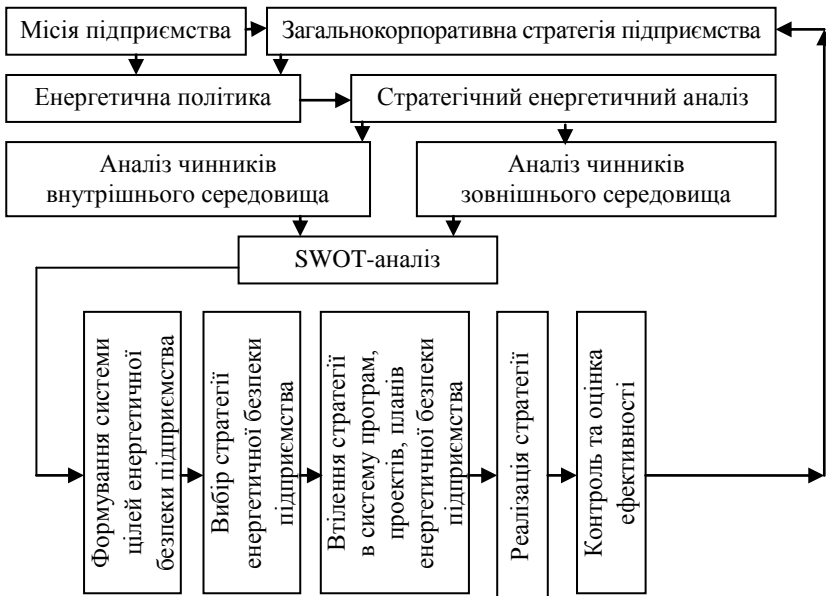 Місія підприємства
Загальнокорпоративна стратегія підприємства
Енергетична політика
Стратегічний енергетичний аналіз
Аналіз чинників
внутрішнього середовища
Аналіз чинників
зовнішнього середовища
SWOT-аналіз
Формування системи
цілей енергетичної
безпеки підприємства
Вибір стратегії
енергетичної безпеки
підприємства
Втілення стратегії
в систему програм,
проектів, планів
енергетичної безпеки
підприємства
Реалізація стратегії
Контроль та оцінка
ефективності